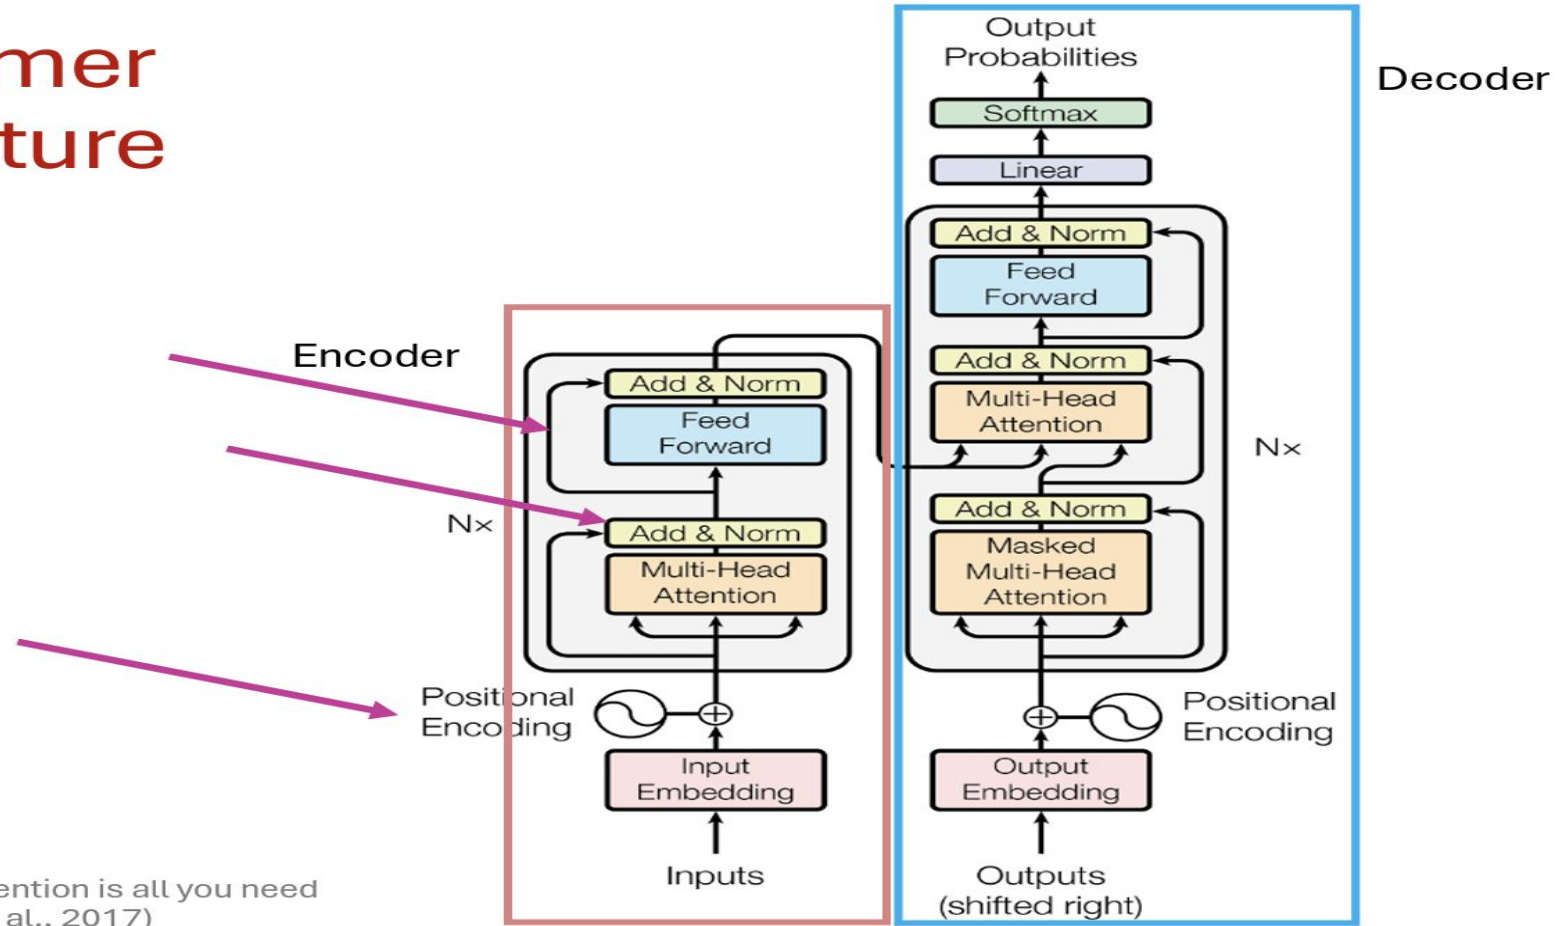 mer
ture
Encoder
Nx
Add & Norm
Feed
Forward
Add & Norm
Multi-Head
Attention
Positional
Encoding
Input
Embedding
Inputs
Decoder
Output
Probabilities
Softmax
Linear
Add & Norm
Feed
Forward
Add & Norm
Multi-Head
Attention
Nx
Add & Norm
Masked
Multi-Head
Attention
Positional
Encoding
Output
Embedding
Outputs
(shifted right)
ention is all you need
al., 2017)